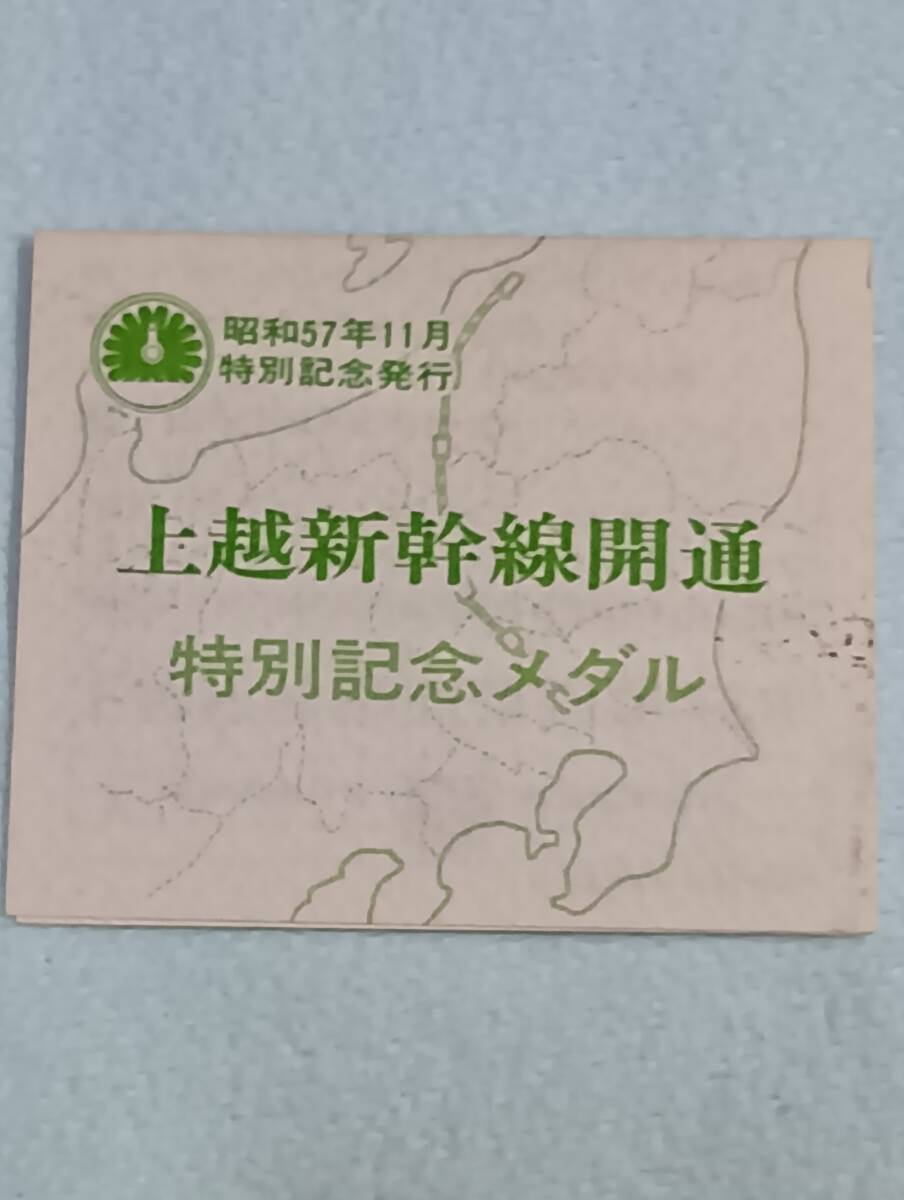 昭和57年11月
特別記念発行
上越新幹線開通
特別記念メダル